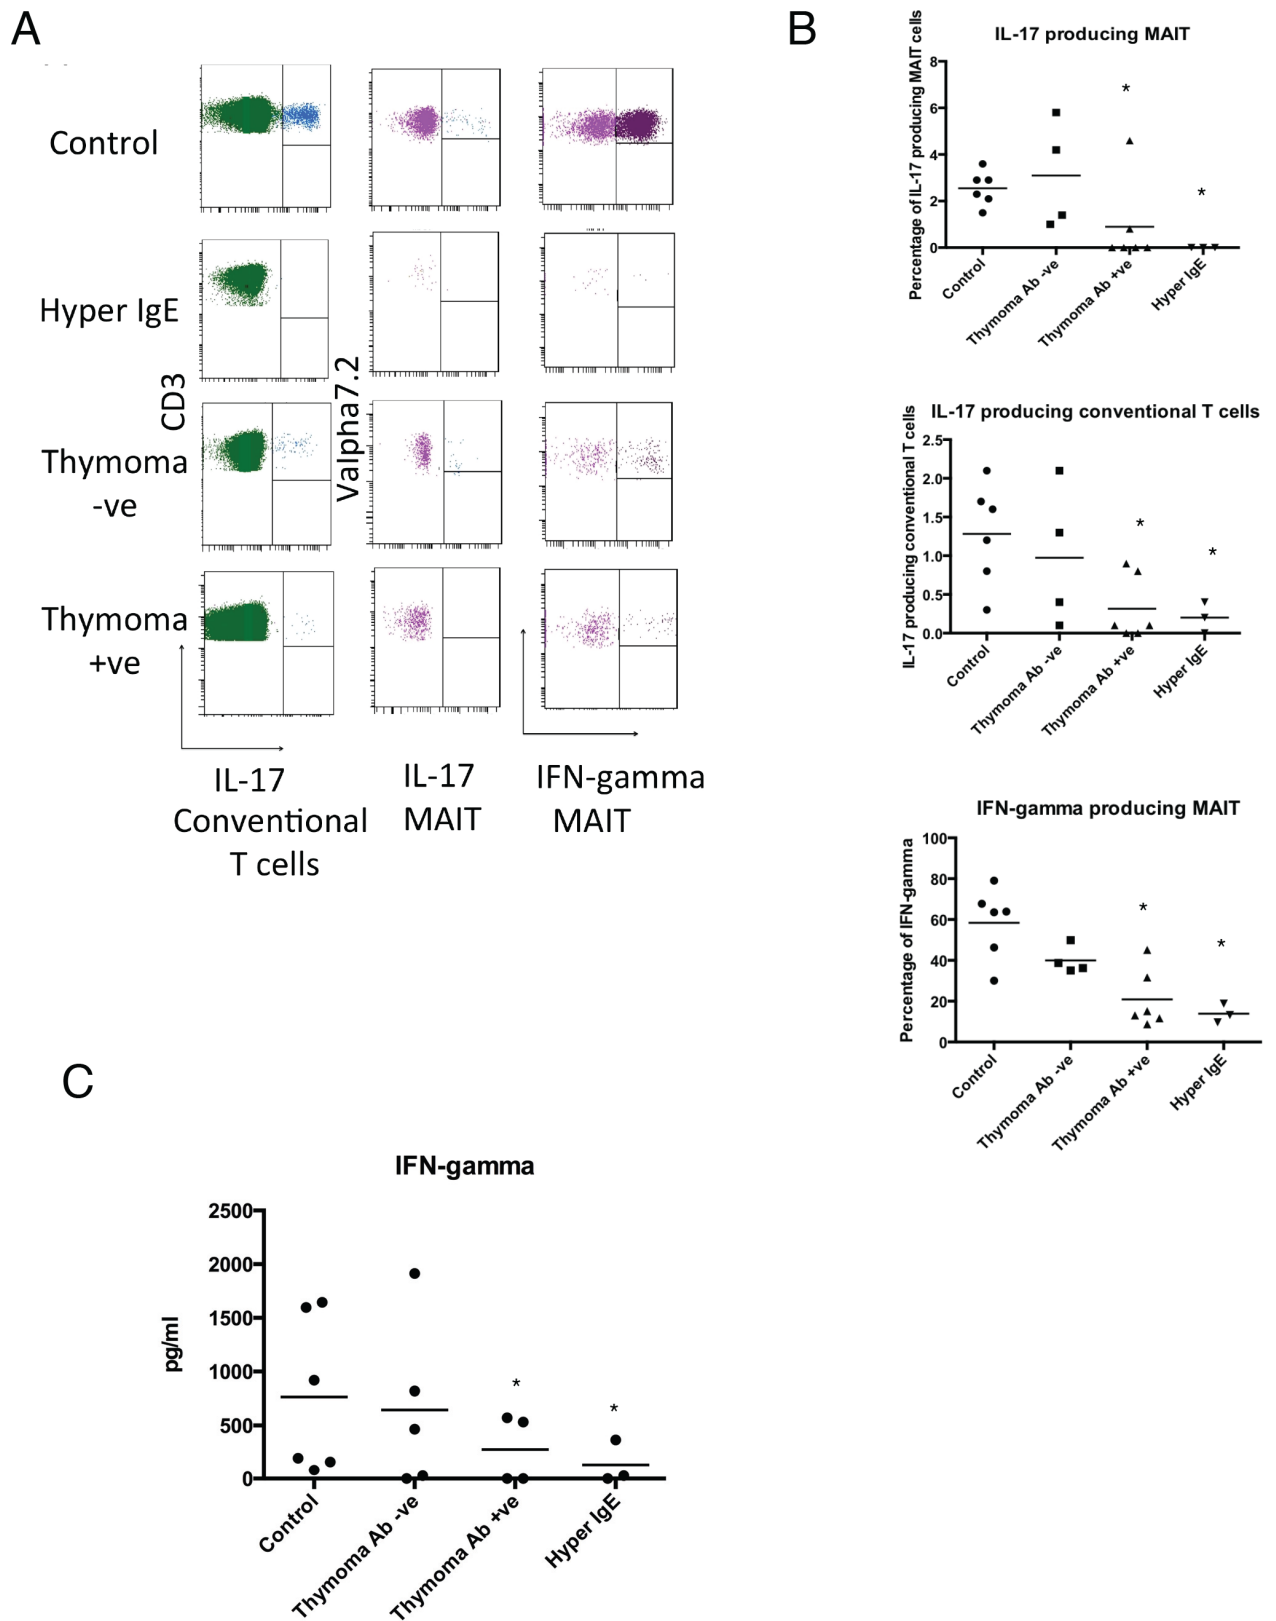 A
Control
Hyper IgE
Thymoma
-ve
Thymoma
+ve
CD3
Valpha7.2
IL-17
Conventional
T cells
IL-17
MAIT
IFN-gamma
MAIT
B
IL-17 producing MAIT
Percentage of IL-17 producing MAIT cells
8
6
4
2
0
*
*
Control
Thymoma Ab -ve
Thymoma Ab +ve
Hyper IgE
IL-17 producing conventional T cells
IL-17 producing conventional T cells
2.5
2.0
1.5
1.0
0.5
0.0
*
*
Control
Thymoma Ab -ve
Thymoma Ab +ve
Hyper IgE
IFN-gamma producing MAIT
Percentage of IFN-gamma
100
80
60
40
20
0
*
*
Control
Thymoma Ab -ve
Thymoma Ab +ve
Hyper IgE
C
IFN-gamma
pg/ml
2500
2000
1500
1000
500
0
*
*
Control
Thymoma Ab -ve
Thymoma Ab +ve
Hyper IgE